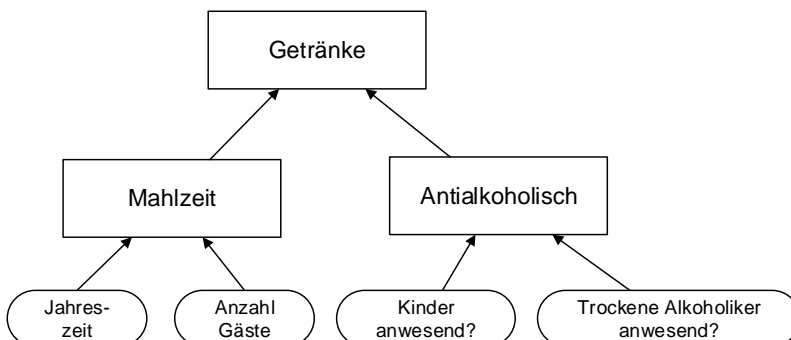 Getränke
Mahlzeit
Antialkoholisch
Jahres-
zeit
Anzahl
Gäste
Kinder
anwesend?
Trockene Alkoholiker
anwesend?